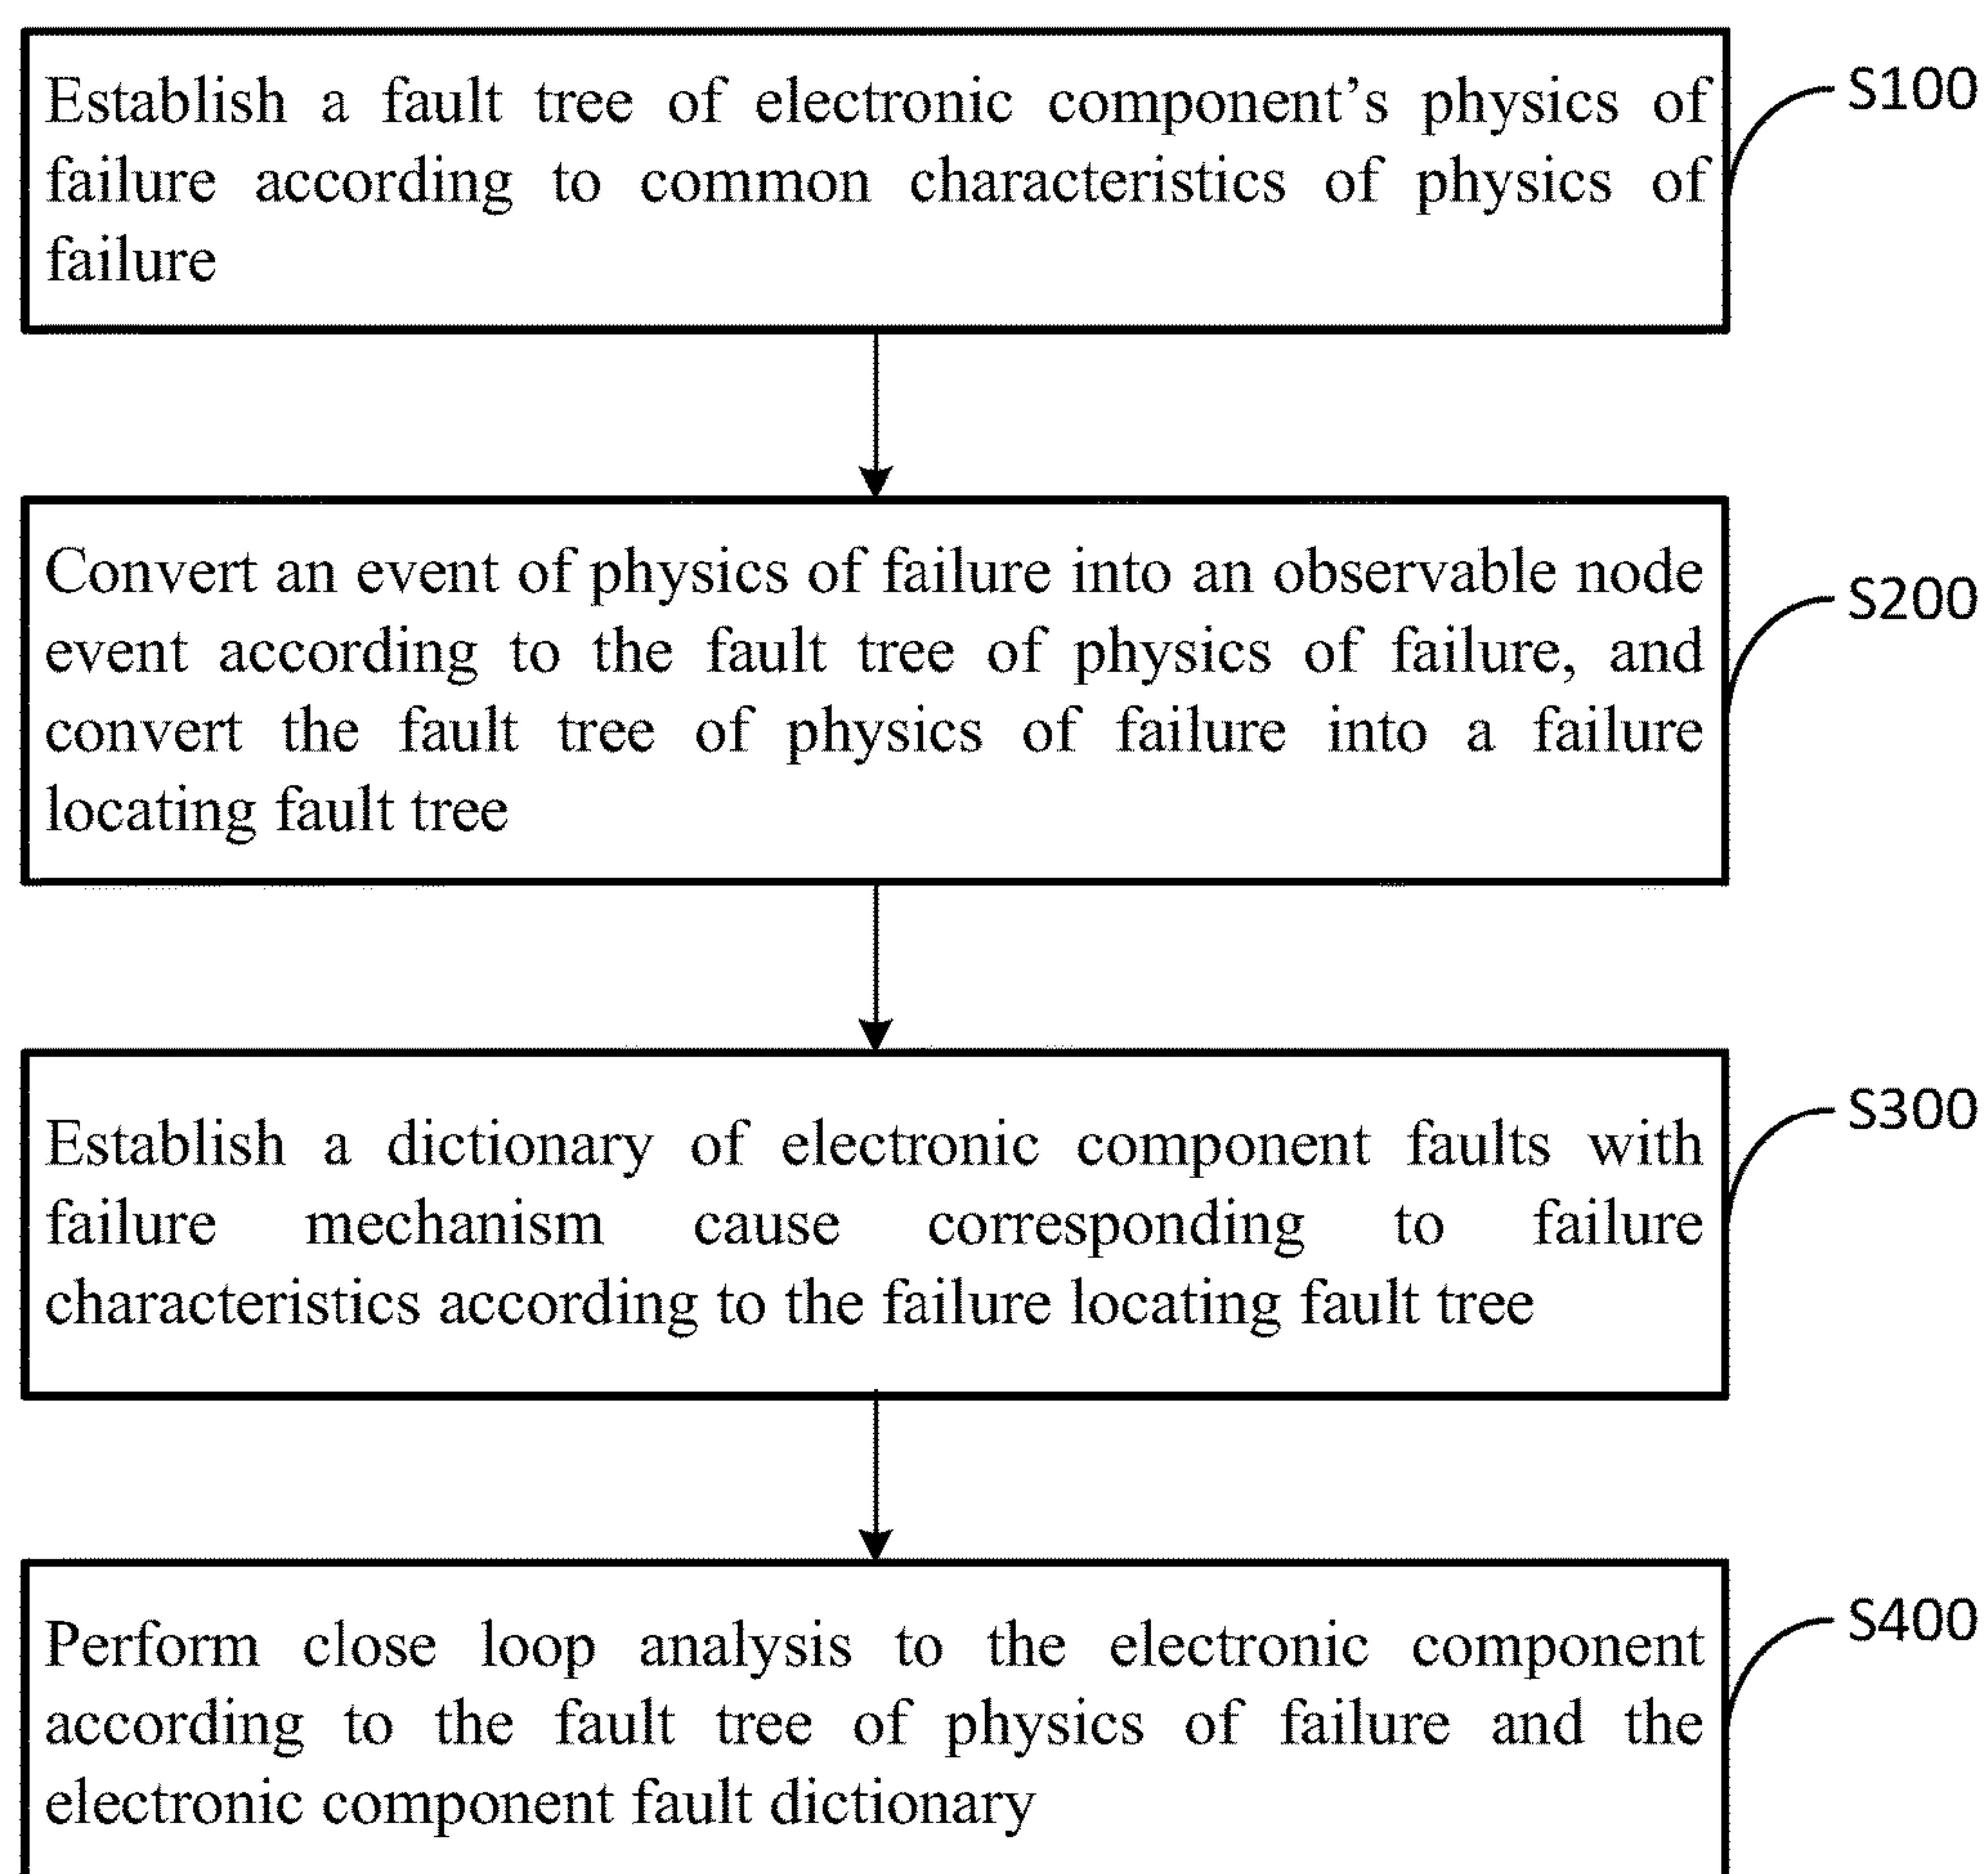 Establish a fault tree of electronic component’s physics of
failure according to common characteristics of physics of
failure
S100
Convert an event of physics of failure into an observable node
event according to the fault tree of physics of failure, and
convert the fault tree of physics of failure into a failure
locating fault tree
S200
Establish a dictionary of electronic component faults with
failure mechanism cause corresponding to failure
characteristics according to the failure locating fault tree
S300
Perform close loop analysis to the electronic component
according to the fault tree of physics of failure and the
electronic component fault dictionary
S400